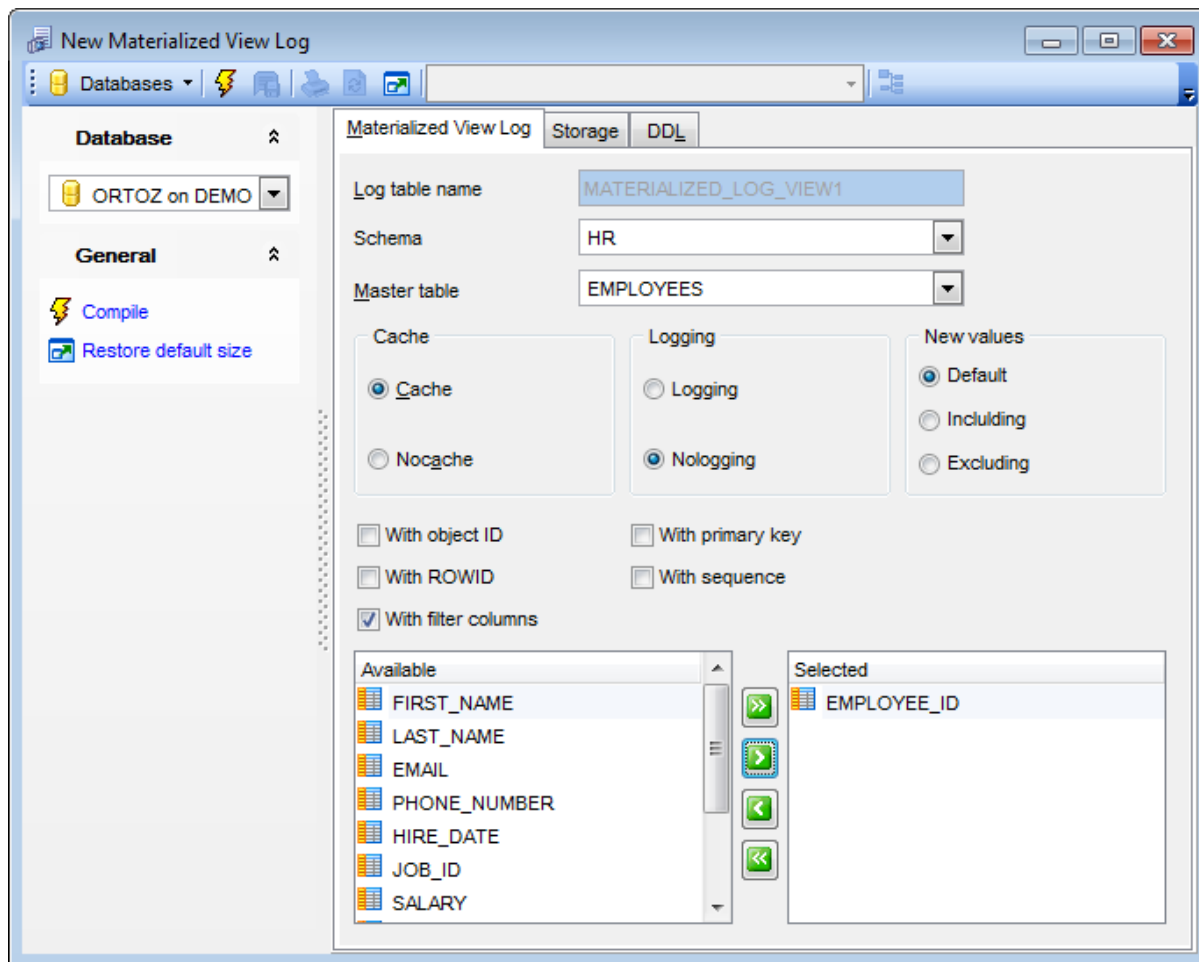 New Materialized View Log
Databases
Database
ORTOZ on DEMO
General
Compile
Restore default size
Materialized View Log Storage DDL
Log table name MATERIALIZED_LOG_VIEW1
Schema HR
Master table EMPLOYEES
Cache Logging New values
Cache Logging Default
Inclulding
Nocache Nologging Excluding
With object ID With primary key
With ROWID With sequence
With filter columns
Available Selected
FIRST_NAME EMPLOYEE_ID
LAST_NAME
EMAIL
PHONE_NUMBER
HIRE_DATE
JOB_ID
SALARY